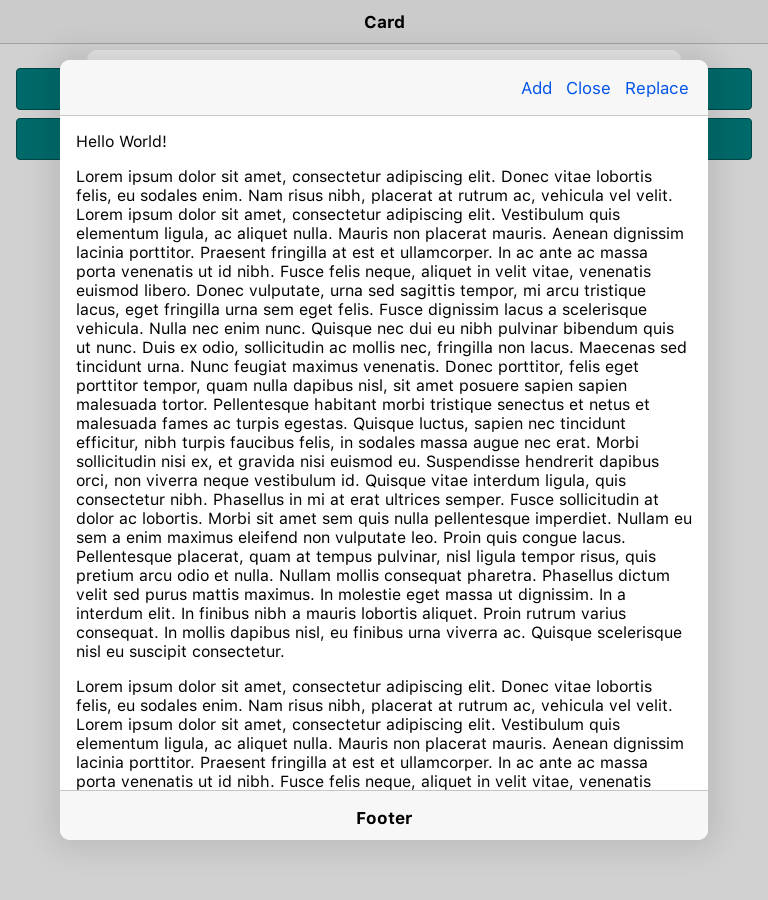 Card
Add Close Replace
Hello World!
Lorem ipsum dolor sit amet, consectetur adipiscing elit. Donec vitae lobortis
felis, eu sodales enim. Nam risus nibh, placerat at rutrum ac, vehicula vel velit.
Lorem ipsum dolor sit amet, consectetur adipiscing elit. Vestibulum quis
elementum ligula, ac aliquet nulla. Mauris non placerat mauris. Aenean dignissim
lacinia porttitor. Praesent fringilla at est et ullamcorper. In ac ante ac massa
porta venenatis ut id nibh. Fusce felis neque, aliquet in velit vitae, venenatis
euismod libero. Donec vulputate, urna sed sagittis tempor, mi arcu tristique
lacus, eget fringilla urna sem eget felis. Fusce dignissim lacus a scelerisque
vehicula. Nulla nec enim nunc. Quisque nec dui eu nibh pulvinar bibendum quis
ut nunc. Duis ex odio, sollicitudin ac mollis nec, fringilla non lacus. Maecenas sed
tincidunt urna. Nunc feugiat maximus venenatis. Donec porttitor, felis eget
porttitor tempor, quam nulla dapibus nisl, sit amet posuere sapien sapien
malesuada tortor. Pellentesque habitant morbi tristique senectus et netus et
malesuada fames ac turpis egestas. Quisque luctus, sapien nec tincidunt
efficitur, nibh turpis faucibus felis, in sodales massa augue nec erat. Morbi
sollicitudin nisi ex, et gravida nisi euismod eu. Suspendisse hendrerit dapibus
orci, non viverra neque vestibulum id. Quisque vitae interdum ligula, quis
consectetur nibh. Phasellus in mi at erat ultrices semper. Fusce sollicitudin at
dolor ac lobortis. Morbi sit amet sem quis nulla pellentesque imperdiet. Nullam eu
sem a enim maximus eleifend non vulputate leo. Proin quis congue lacus.
Pellentesque placerat, quam at tempus pulvinar, nisl ligula tempor risus, quis
pretium arcu odio et nulla. Nullam mollis consequat pharetra. Phasellus dictum
velit sed purus mattis maximus. In molestie eget massa ut dignissim. In a
interdum elit. In finibus nibh a mauris lobortis aliquet. Proin rutrum varius
consequat. In mollis dapibus nisl, eu finibus urna viverra ac. Quisque scelerisque
nisl eu suscipit consectetur.
Lorem ipsum dolor sit amet, consectetur adipiscing elit. Donec vitae lobortis
felis, eu sodales enim. Nam risus nibh, placerat at rutrum ac, vehicula vel velit.
Lorem ipsum dolor sit amet, consectetur adipiscing elit. Vestibulum quis
elementum ligula, ac aliquet nulla. Mauris non placerat mauris. Aenean dignissim
lacinia porttitor. Praesent fringilla at est et ullamcorper. In ac ante ac massa
porta venenatis ut id nibh. Fusce felis neque, aliquet in velit vitae, venenatis
Footer